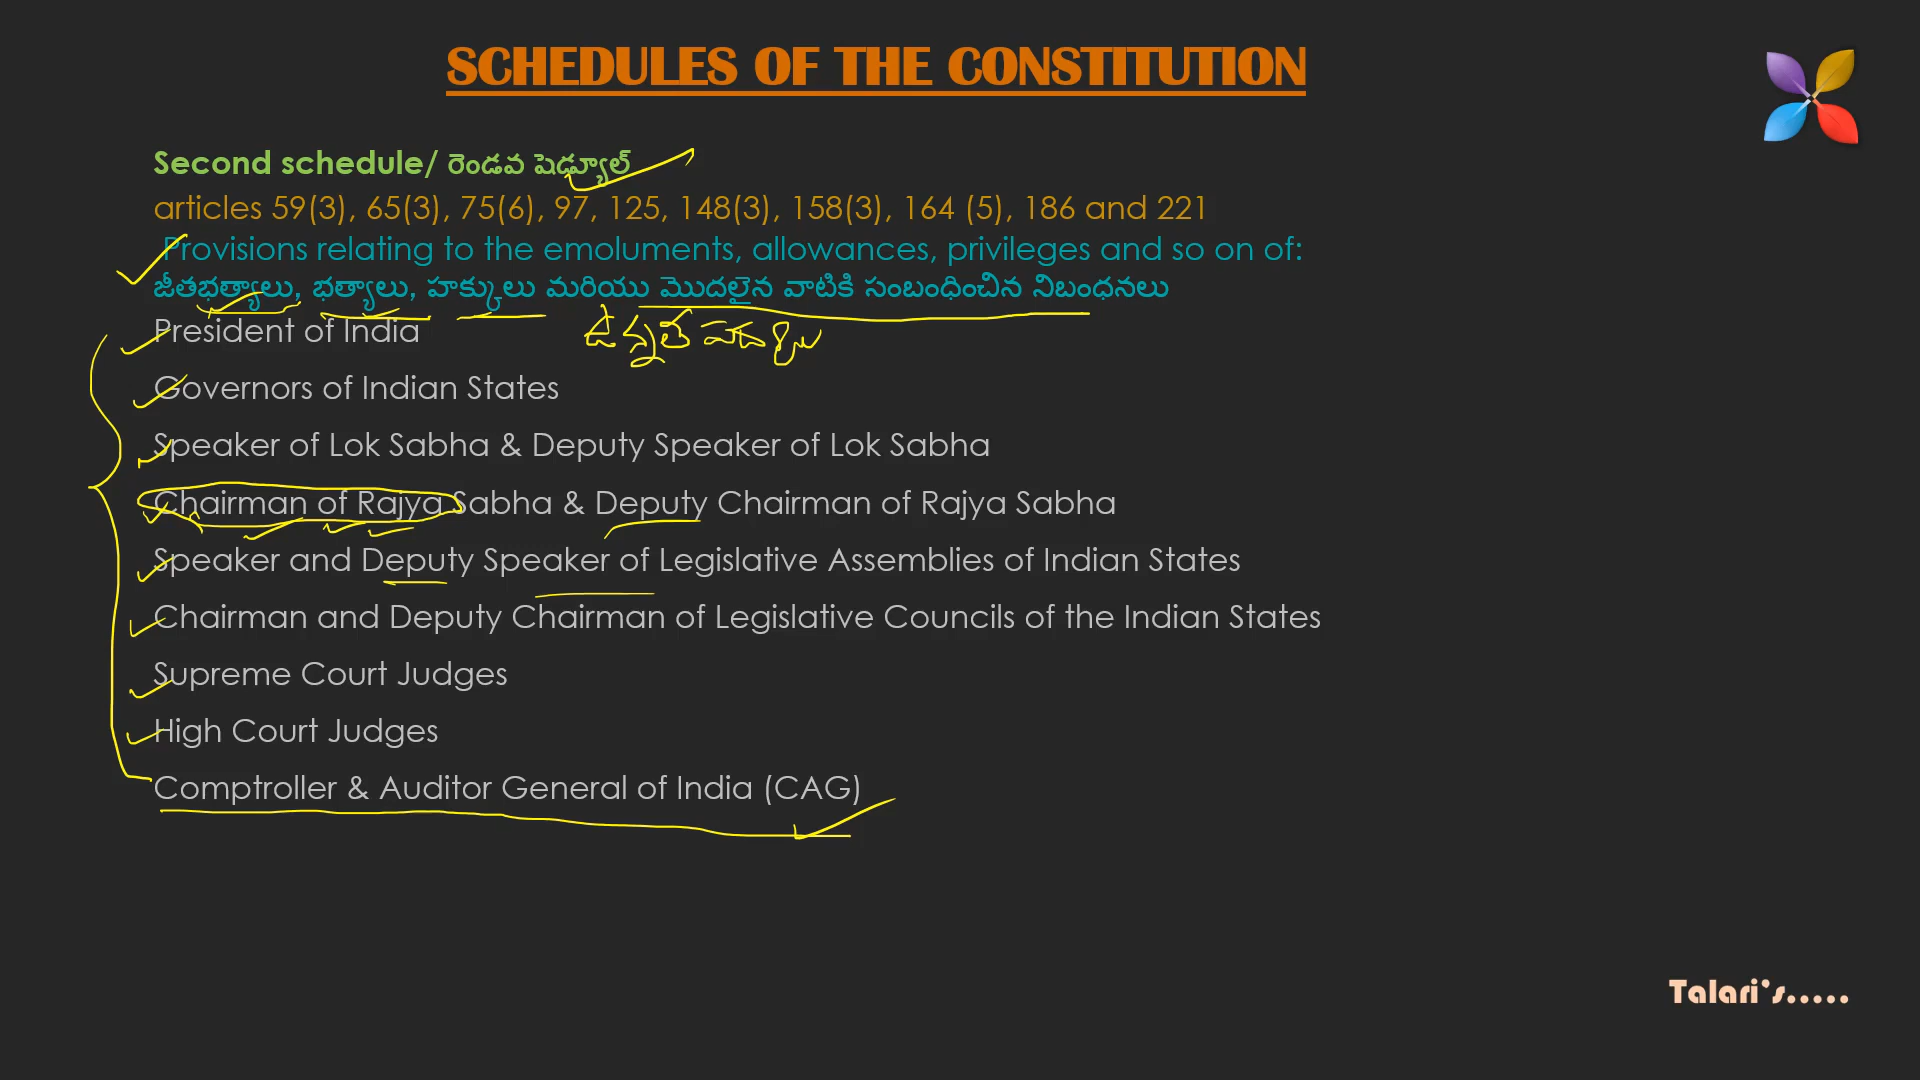 SCHEDULES OF THE CONSTITUTION
Second schedule/ రెండవ షెడ్యూల్
articles 59(3), 65(3), 75(6), 97, 125, 148(3), 158(3), 164 (5), 186 and 221
Provisions relating to the emoluments, allowances, privileges and so on of:
జీతభత్యాలు, భత్యాలు, హక్కులు మరియు మొదలైన వాటికి సంబంధించిన నిబంధనలు
President of India ఉన్నత పదవులు
Governors of Indian States
Speaker of Lok Sabha & Deputy Speaker of Lok Sabha
Chairman of Rajya Sabha & Deputy Chairman of Rajya Sabha
Speaker and Deputy Speaker of Legislative Assemblies of Indian States
Chairman and Deputy Chairman of Legislative Councils of the Indian States
Supreme Court Judges
High Court Judges
Comptroller & Auditor General of India (CAG)
Talari's.....